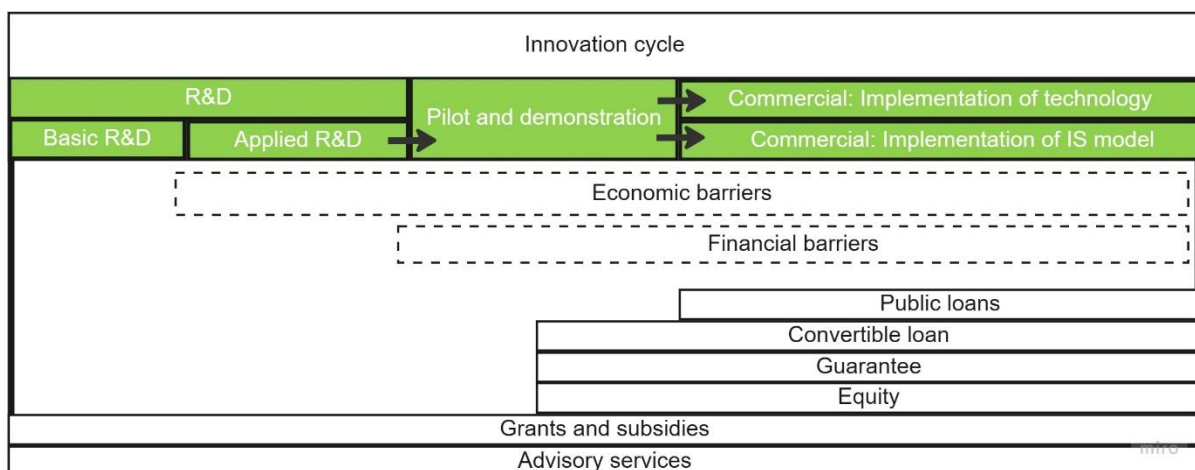 Innovation cycle
R&D
Pilot and demonstration
Commercial: Implementation of technology
Basic R&D
Applied R&D
Commercial: Implementation of IS model
Economic barriers
Financial barriers
Public loans
Convertible loan
Guarantee
Equity
Grants and subsidies
miro
Advisory services